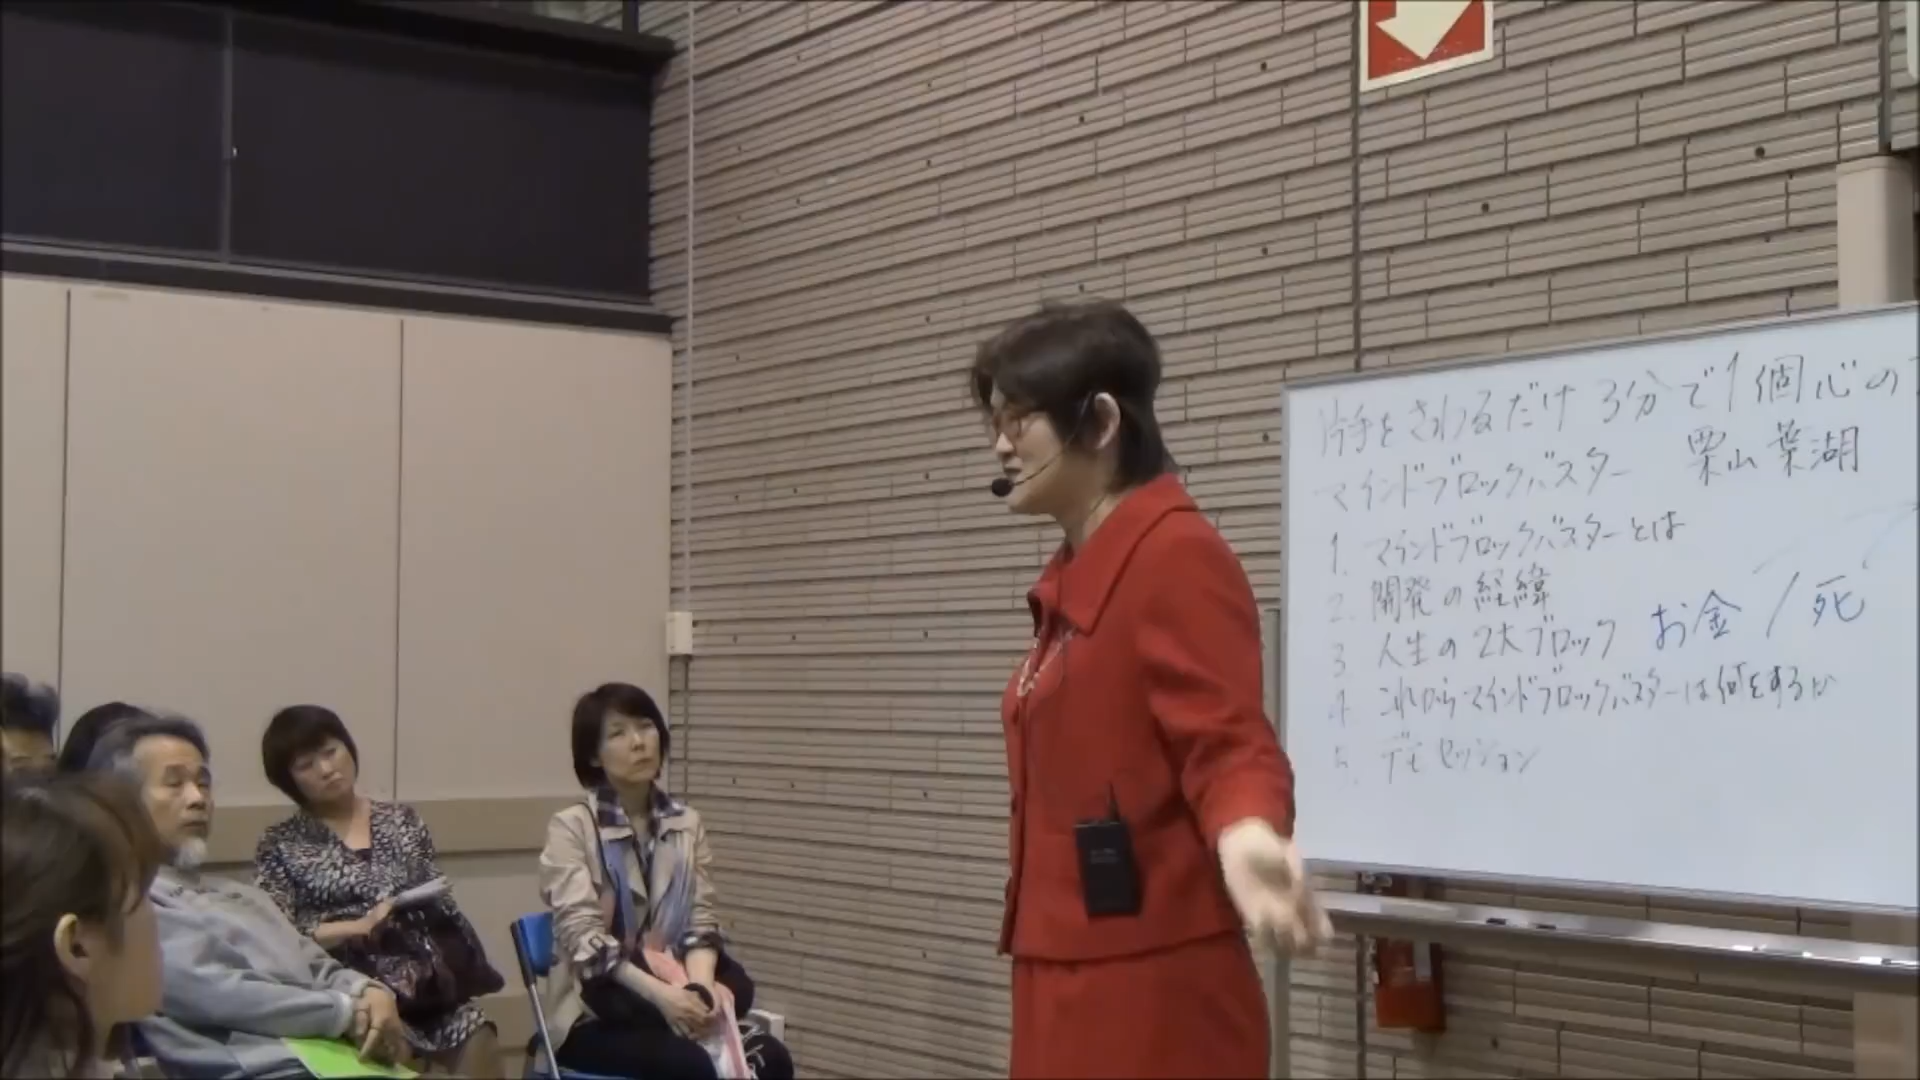 片手をさわるだけ 3分で1個心の
マインドブロックバスター 栗山葉湖
1. マインドブロックバスターとは
2. 開発の経緯
3 人生の2大ブロック お金/死
4 これからマインドブロックバスターは何をするか
5. デモセッション